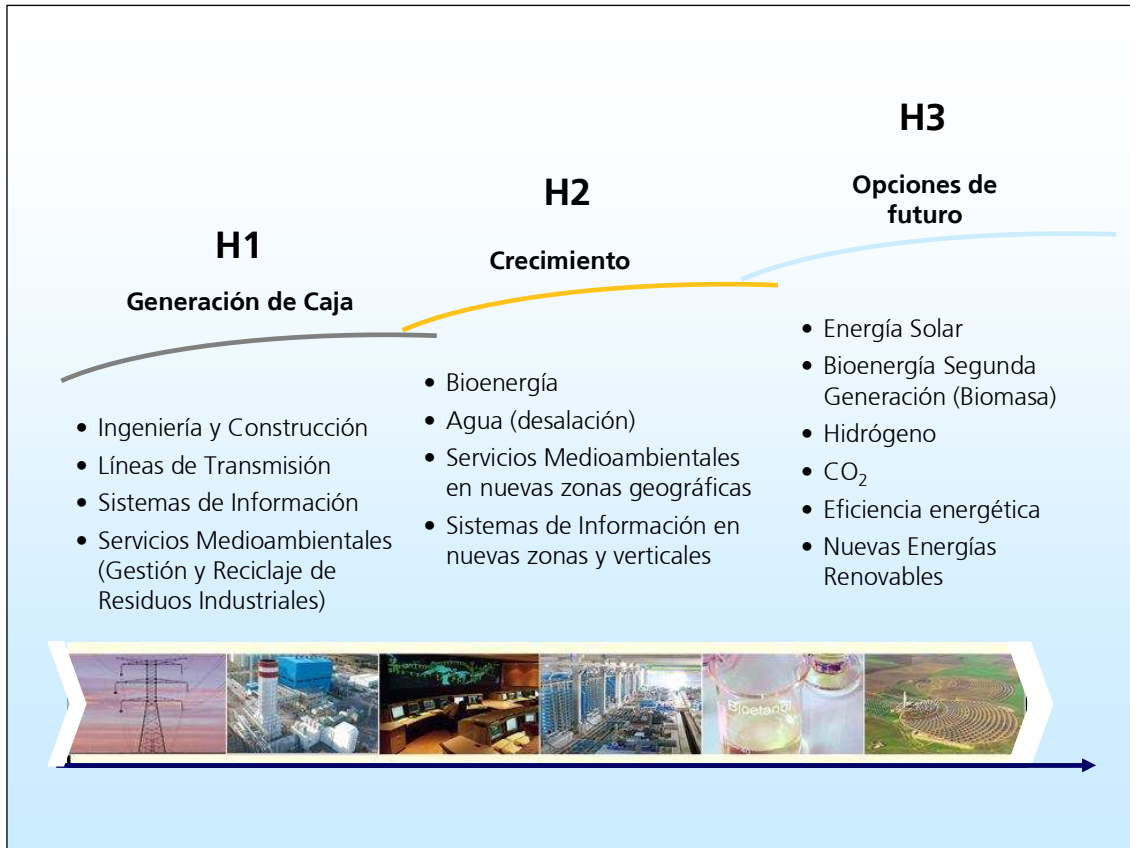 H1
Generación de Caja
• Ingeniería y Construcción
• Líneas de Transmisión
• Sistemas de Información
• Servicios Medioambientales
(Gestión y Reciclaje de
Residuos Industriales)
H2
Crecimiento
• Bioenergía
• Agua (desalación)
• Servicios Medioambientales
en nuevas zonas geográficas
• Sistemas de Información en
nuevas zonas y verticales
H3
Opciones de
futuro
• Energía Solar
• Bioenergía Segunda
Generación (Biomasa)
• Hidrógeno
• CO₂
• Eficiencia energética
• Nuevas Energías
Renovables
Bioetanol